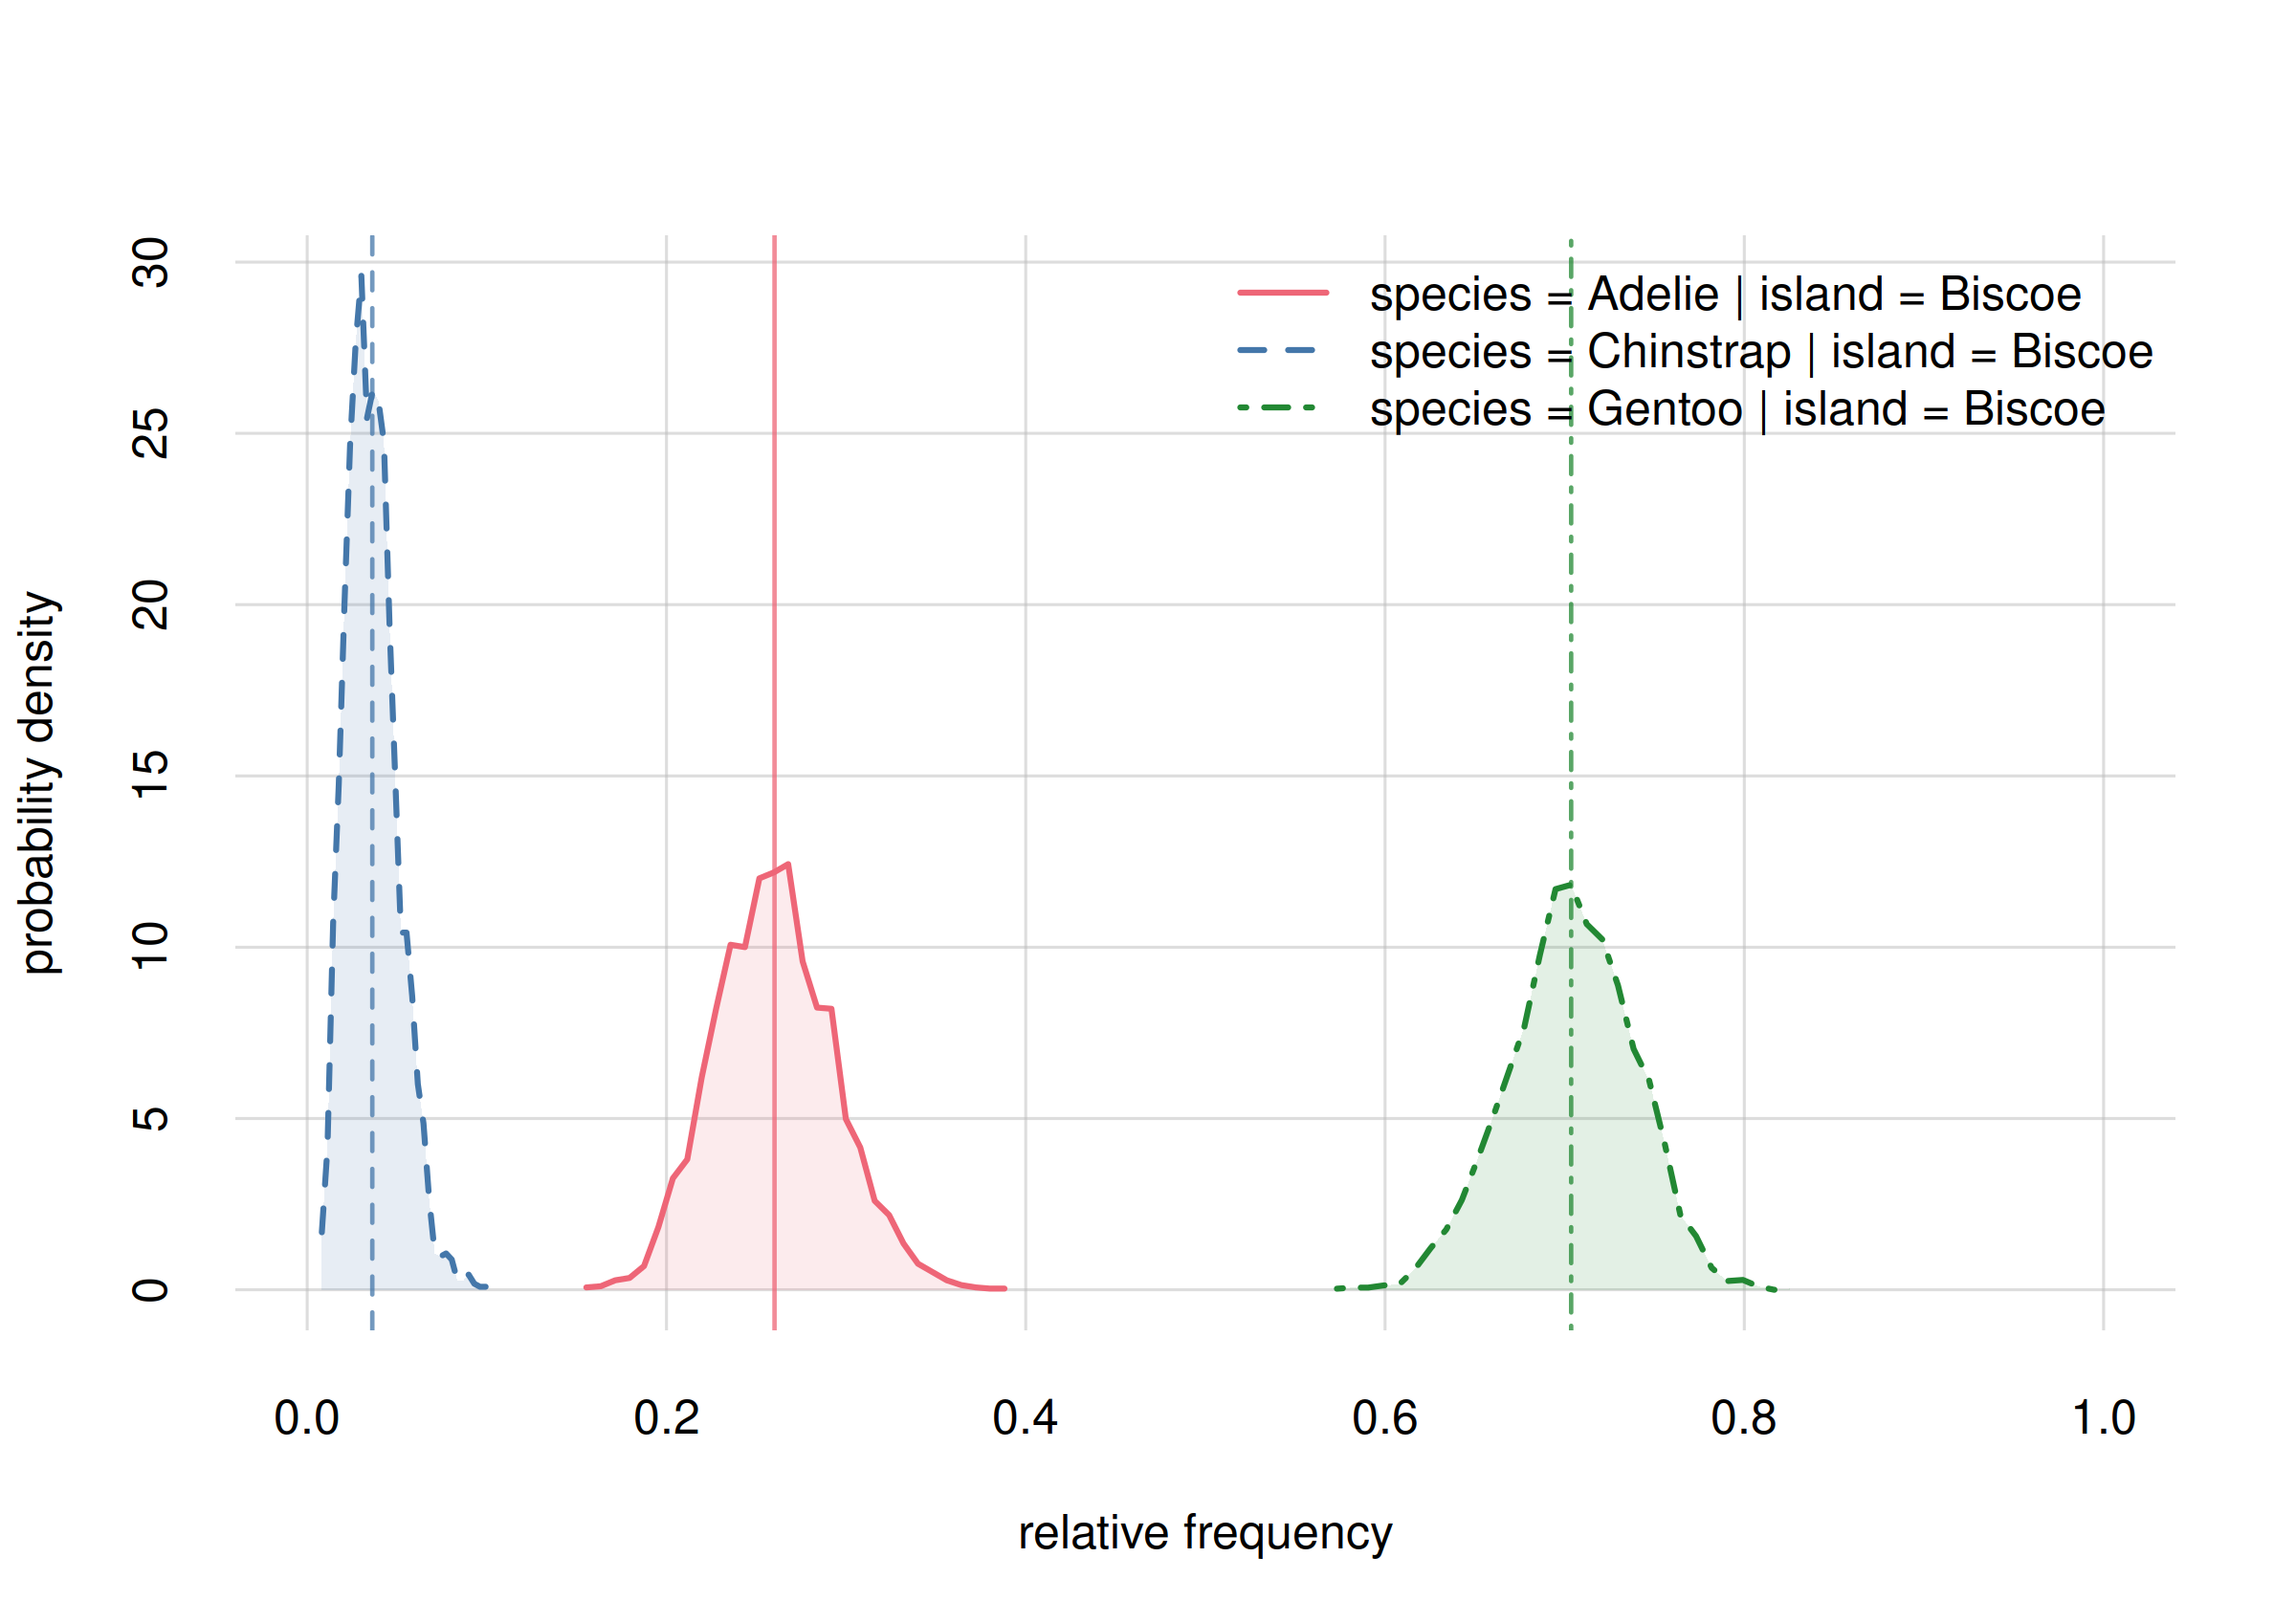 30
25
20
15
10
5
0
probability density
species = Adelie | island = Biscoe
species = Chinstrap | island = Biscoe
species = Gentoo | island = Biscoe
0.0 0.2 0.4 0.6 0.8 1.0
relative frequency